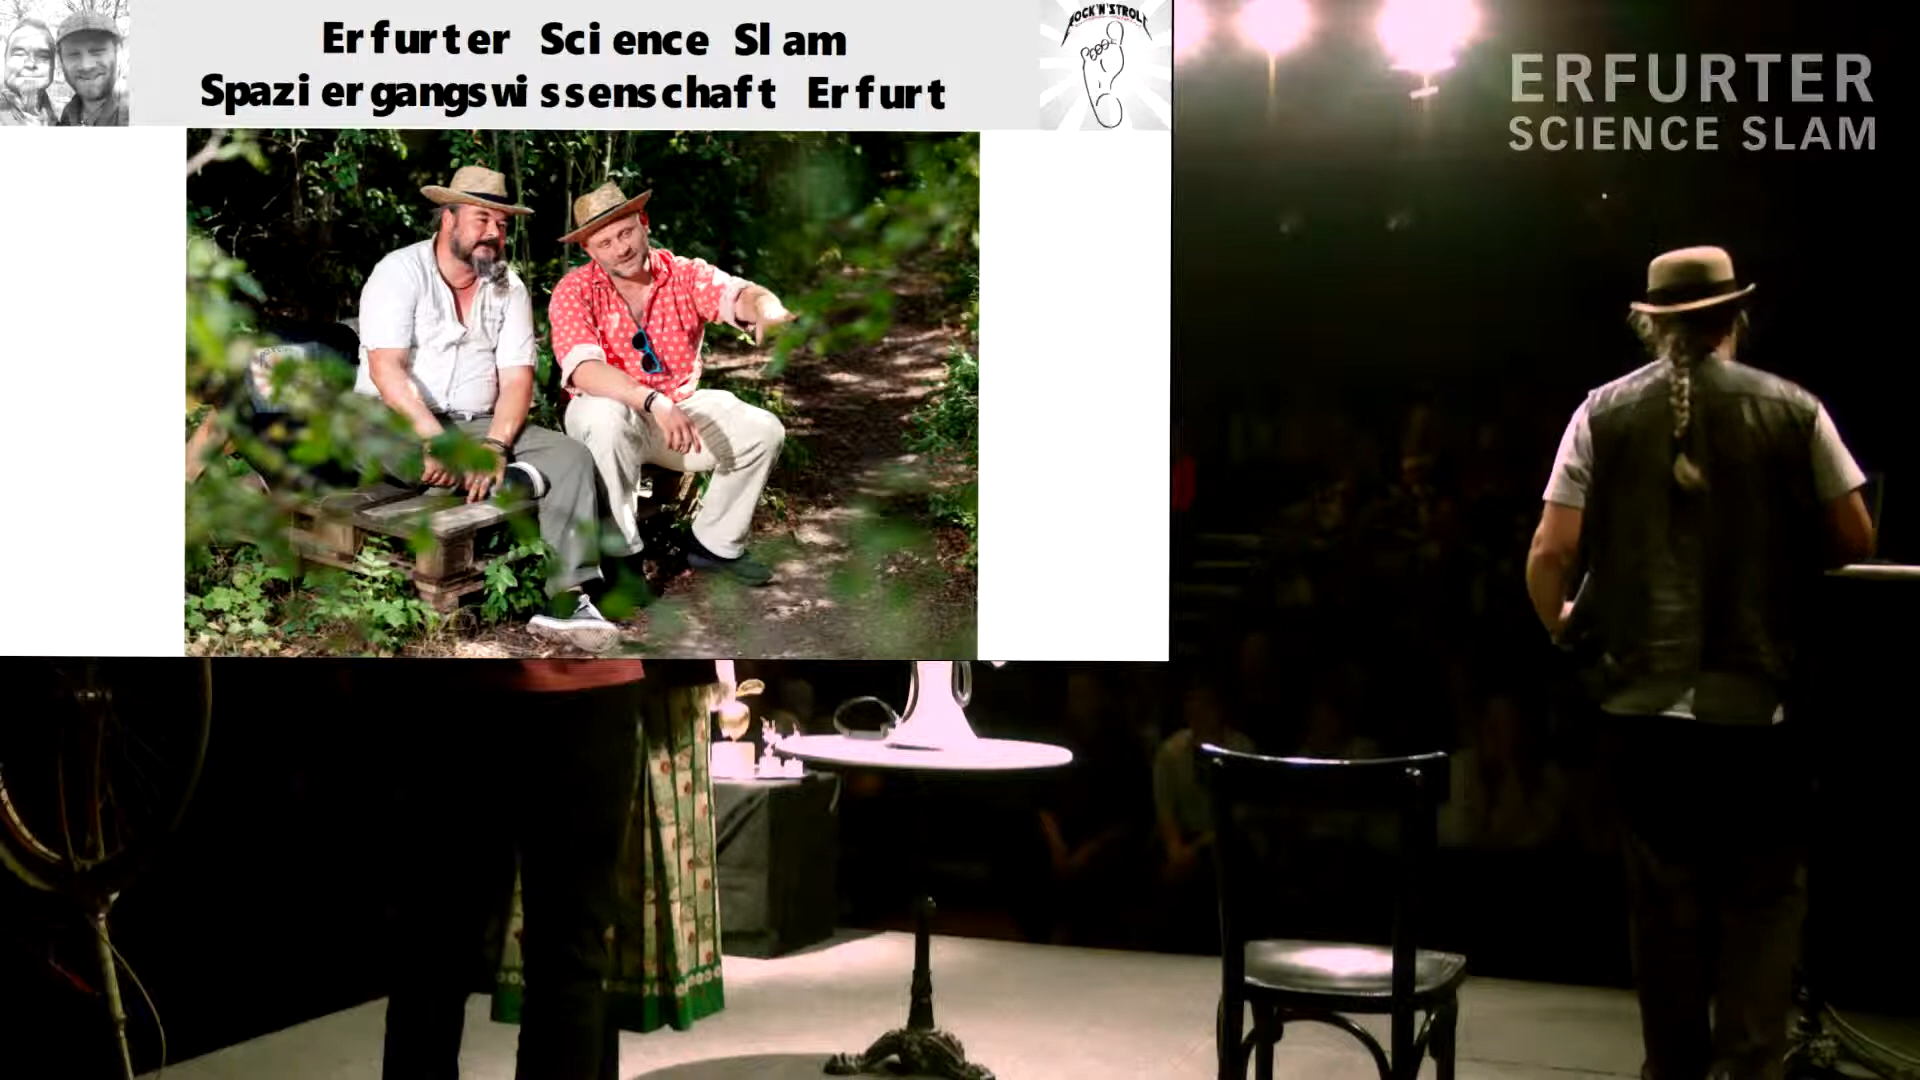 Erfurter Science Slam
Spaziergangswissenschaft Erfurt
ROCK'N'STROLL
ERFURTER
SCIENCE SLAM